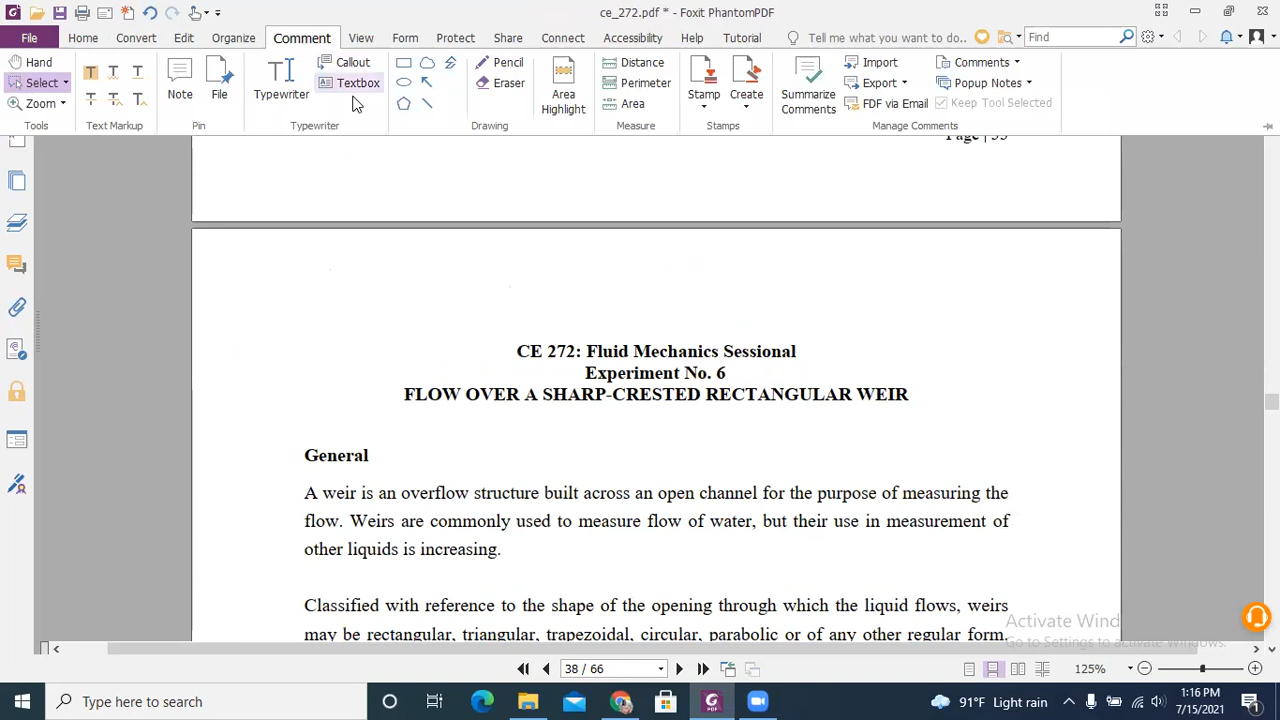 ce_272.pdf * - Foxit PhantomPDF
File Home Convert Edit Organize Comment View Form Protect Share Connect Accessibility Help Tutorial Tell me what you want to do.. Find
Hand
Select
Zoom
Tools
Text Markup
Note
File
Pin
Typewriter
Callout
Textbox
Typewriter
Pencil
Eraser
Drawing
Area
Highlight
Distance
Perimeter
Area
Measure
Stamp
Create
Stamps
Summarize
Comments
Import
Export
FDF via Email
Comments
Popup Notes
Keep Tool Selected
Manage Comments
Page | 35
CE 272: Fluid Mechanics Sessional
Experiment No. 6
FLOW OVER A SHARP-CRESTED RECTANGULAR WEIR
General
A weir is an overflow structure built across an open channel for the purpose of measuring the
flow. Weirs are commonly used to measure flow of water, but their use in measurement of
other liquids is increasing.
Classified with reference to the shape of the opening through which the liquid flows, weirs
may be rectangular, triangular, trapezoidal, circular, parabolic or of any other regular form.
Activate Wind
Go to Settings to activate Windows.
38 / 66
125%
Type here to search
91°F Light rain
1:16 PM
7/15/2021